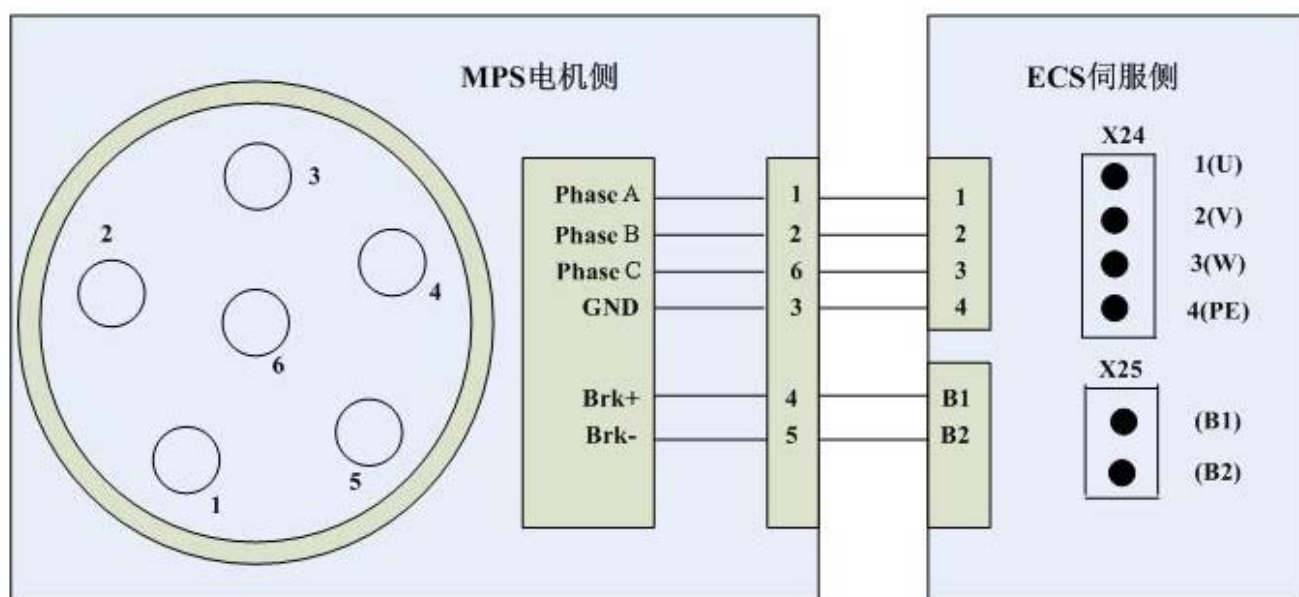 MPS电机侧
3
2
4
6
5
1
Phase A 1
Phase B 2
Phase C 6
GND 3
Brk+ 4
Brk- 5
ECS伺服侧
1
2
3
4
B1
B2
X24
1(U)
2(V)
3(W)
4(PE)
X25
(B1)
(B2)